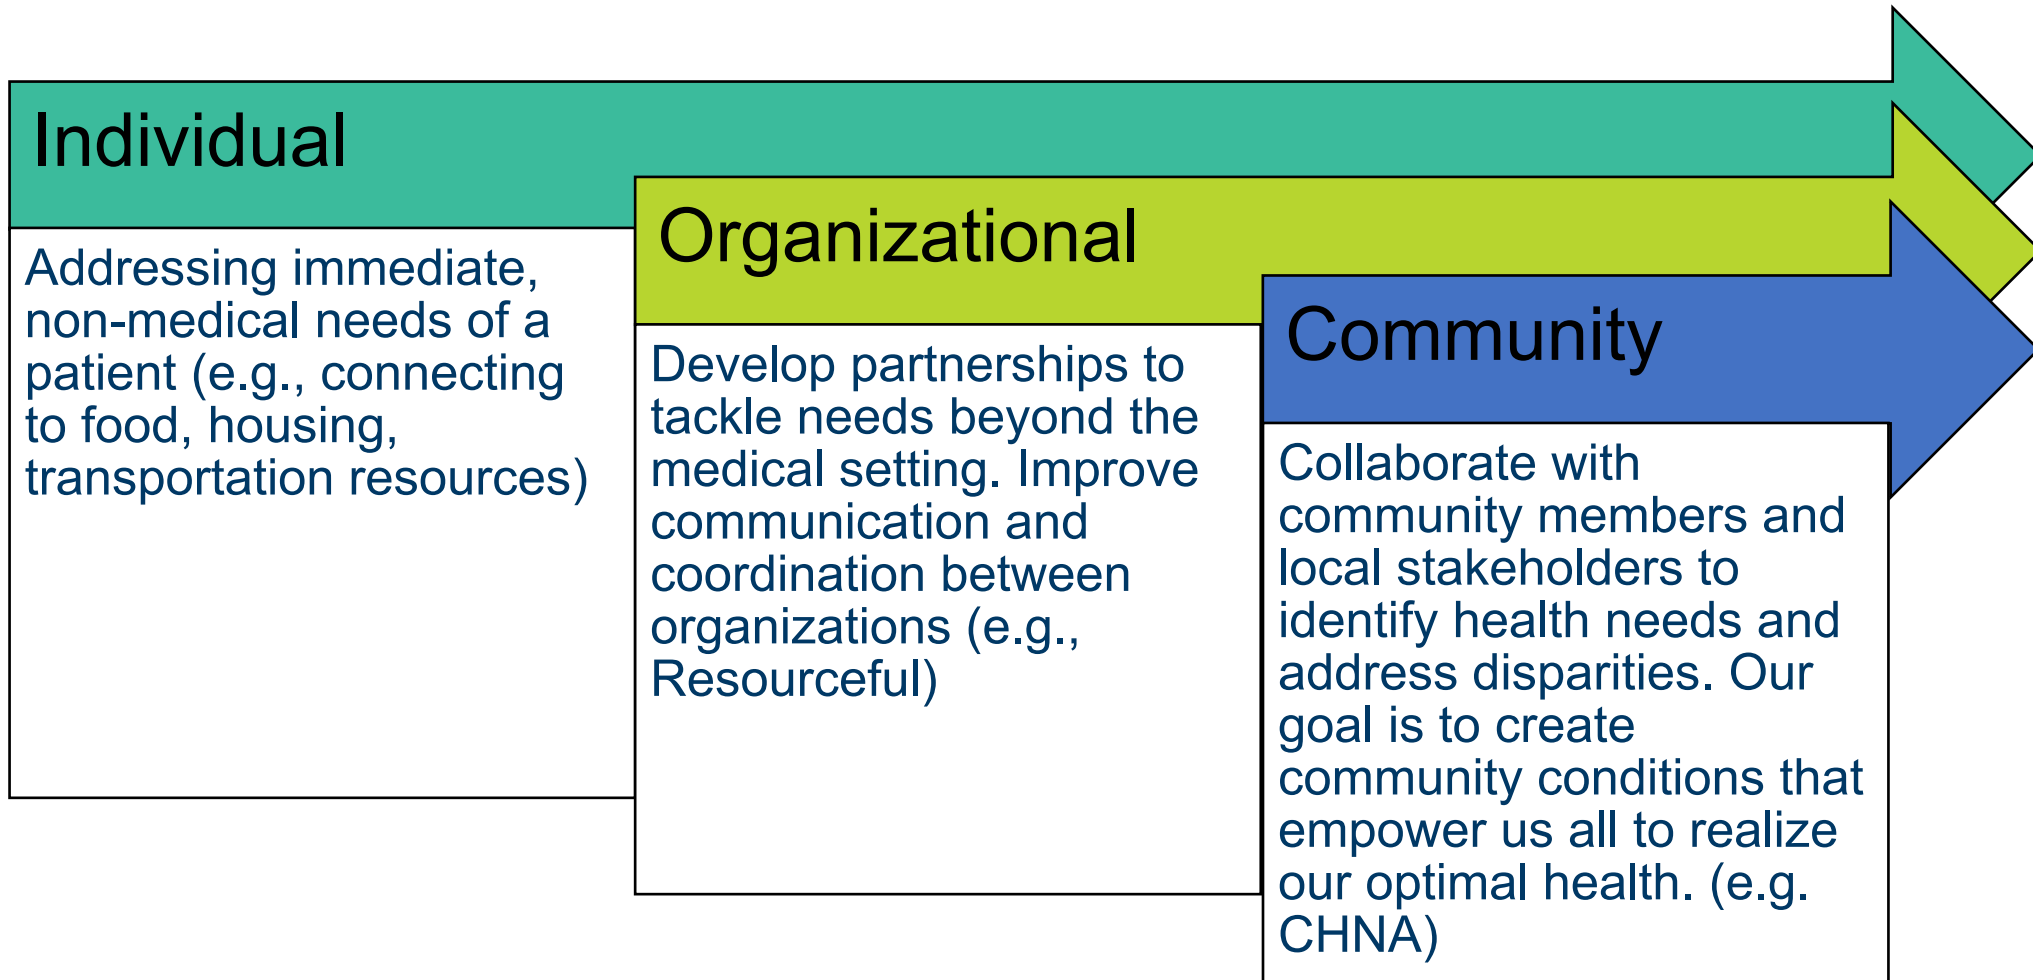 Individual
Addressing immediate,
non-medical needs of a
patient (e.g., connecting
to food, housing,
transportation resources)
Organizational
Develop partnerships to
tackle needs beyond the
medical setting. Improve
communication and
coordination between
organizations (e.g.,
Resourceful)
Community
Collaborate with
community members and
local stakeholders to
identify health needs and
address disparities. Our
goal is to create
community conditions that
empower us all to realize
our optimal health. (e.g.
CHNA)